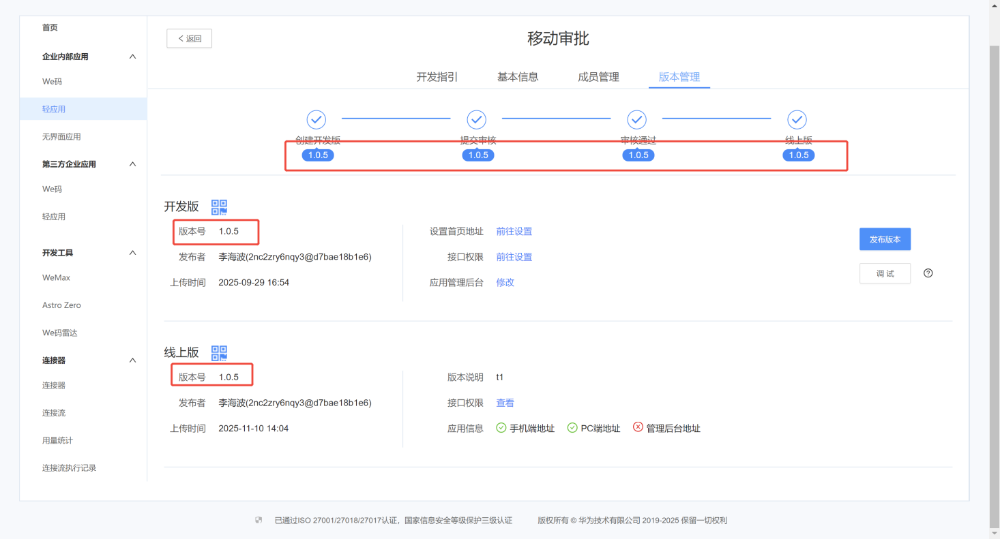 首页
企业内部应用
We码
轻应用
无界面应用
第三方企业应用
We码
轻应用
开发工具
WeMax
Astro Zero
We码雷达
连接器
连接器
连接流
用量统计
连接流执行记录
< 返回
移动审批
开发指引 基本信息 成员管理 版本管理
创建开发版 提交审核 审核通过 线上版
1.0.5 1.0.5 1.0.5 1.0.5
开发版
版本号 1.0.5 设置首页地址 前往设置
发布版本
发布者 李海波(2nc2zry6nqy3@d7bae18b1e6) 接口权限 前往设置
调 试 ?
上传时间 2025-09-29 16:54 应用管理后台 修改
线上版
版本号 1.0.5 版本说明 t1
发布者 李海波(2nc2zry6nqy3@d7bae18b1e6) 接口权限 查看
上传时间 2025-11-10 14:04 应用信息 手机端地址 PC端地址 管理后台地址
已通过ISO 27001/27018/27017认证，国家信息安全等级保护三级认证 版权所有 © 华为技术有限公司 2019-2025 保留一切权利